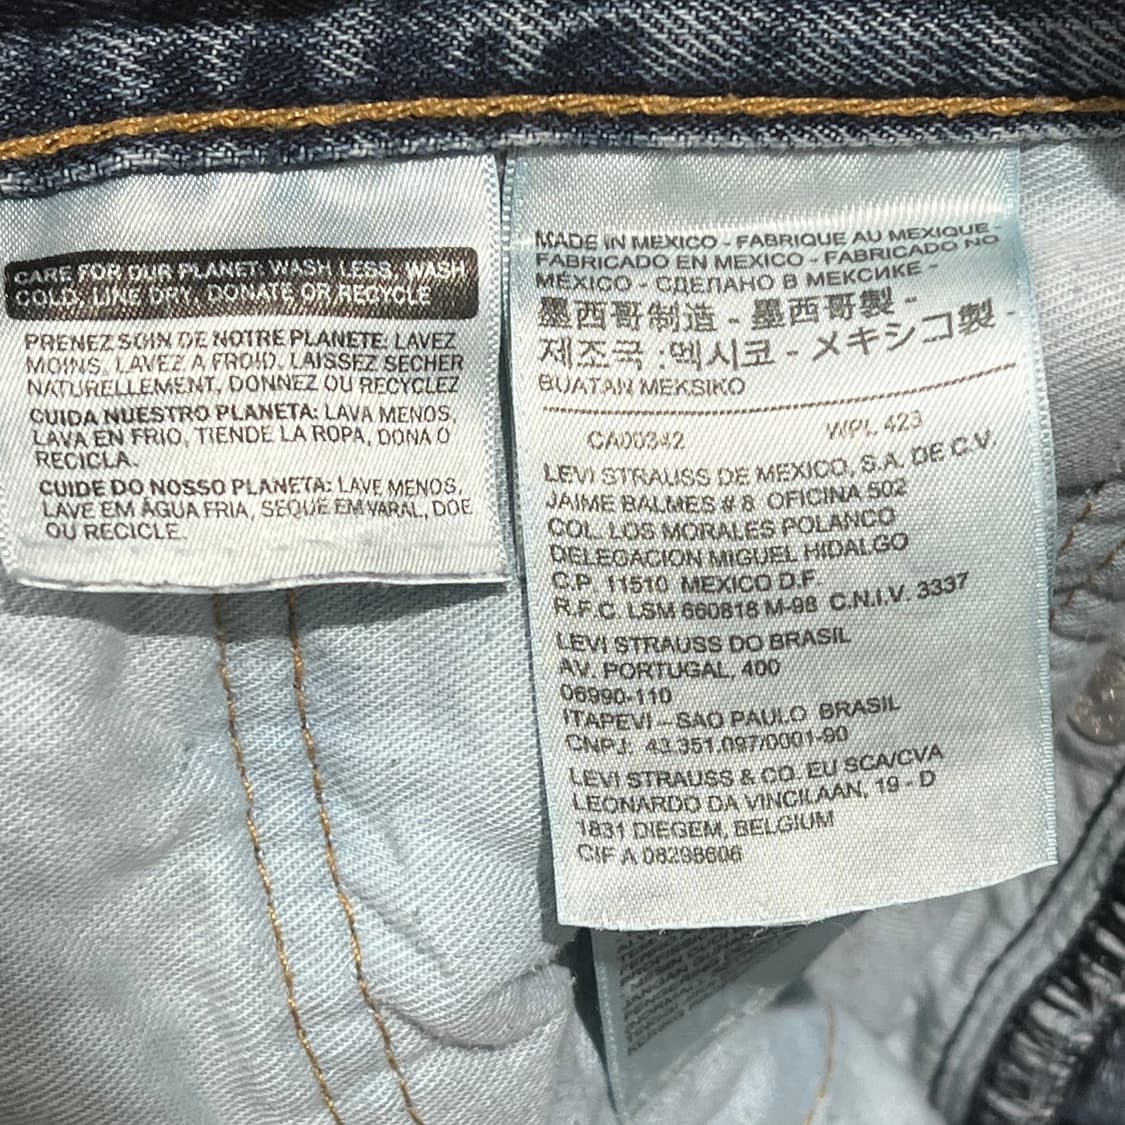 CARE FOR OUR PLANET: WASH LESS, WASH
COLD, LINE DRY, DONATE OR RECYCLE
PRENEZ SOIN DE NOTRE PLANETE: LAVEZ
MOINS, LAVEZ A FROID, LAISSEZ SECHER
NATURELLEMENT, DONNEZ OU RECYCLEZ
CUIDA NUESTRO PLANETA: LAVA MENOS,
LAVA EN FRIO, TIENDE LA ROPA, DONA O
RECICLA.
CUIDE DO NOSSO PLANETA: LAVE MENOS,
LAVE EM ÁGUA FRIA, SEQUE EM VARAL, DOE
OU RECICLE.
MADE IN MEXICO - FABRIQUE AU MEXIQUE -
FABRICADO EN MEXICO - FABRICADO NO
MÉXICO - СДЕЛАНО В МЕКСИКЕ -
墨西哥制造 - 墨西哥製 -
제조국 :멕시코 - メキシコ製 -
BUATAN MEKSIKO
CA00342 WPL 423
LEVI STRAUSS DE MEXICO, S.A. DE C.V.
JAIME BALMES # 8 OFICINA 502
COL. LOS MORALES POLANCO
DELEGACION MIGUEL HIDALGO
C.P. 11510 MEXICO D.F.
R.F.C. LSM 660818 M-98 C.N.I.V. 3337
LEVI STRAUSS DO BRASIL
AV. PORTUGAL, 400
06990-110
ITAPEVI - SAO PAULO BRASIL
CNPJ: 43.351.097/0001-90
LEVI STRAUSS & CO. EU SCA/CVA
LEONARDO DA VINCILAAN, 19 - D
1831 DIEGEM, BELGIUM
CIF A 08298606